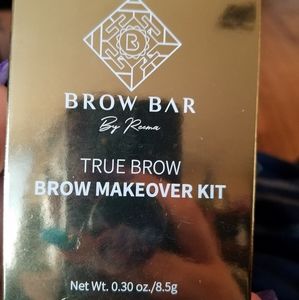 B
BROW BAR
By Reema
TRUE BROW
BROW MAKEOVER KIT
Net Wt. 0.30 oz./8.5g